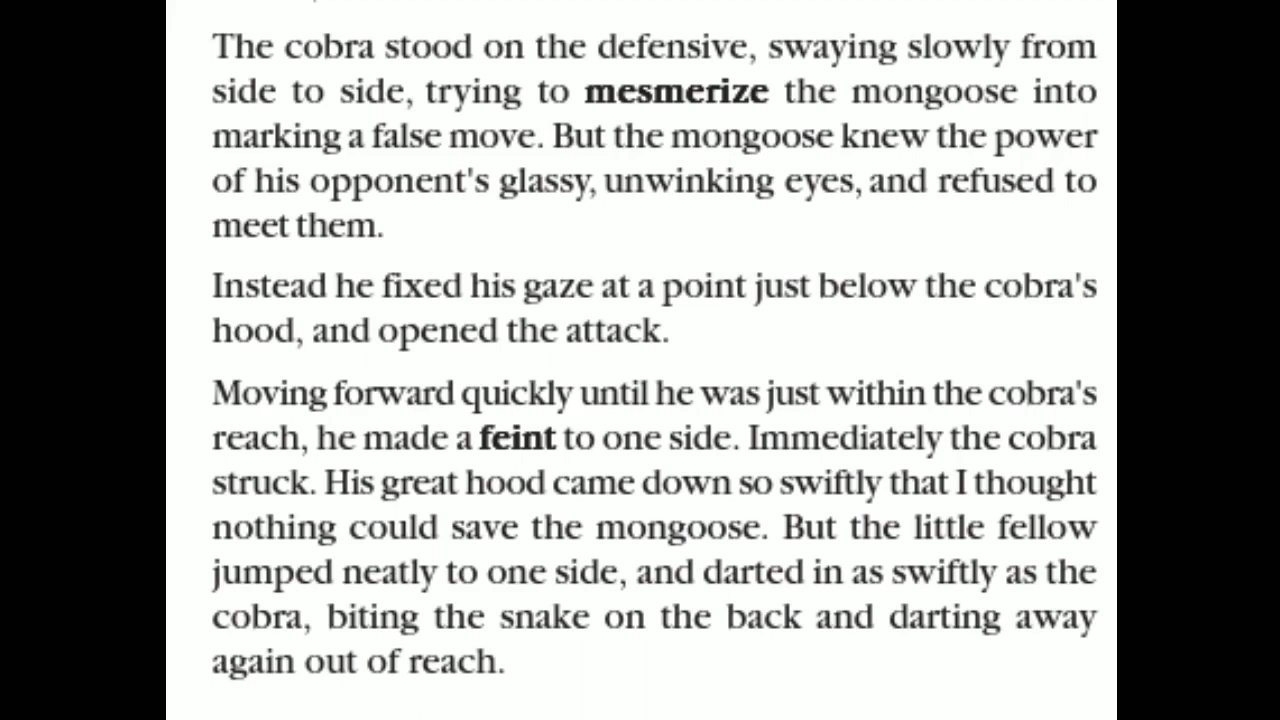 The cobra stood on the defensive, swaying slowly from
side to side, trying to mesmerize the mongoose into
marking a false move. But the mongoose knew the power
of his opponent's glassy, unwinking eyes, and refused to
meet them.
Instead he fixed his gaze at a point just below the cobra's
hood, and opened the attack.
Moving forward quickly until he was just within the cobra's
reach, he made a feint to one side. Immediately the cobra
struck. His great hood came down so swiftly that I thought
nothing could save the mongoose. But the little fellow
jumped neatly to one side, and darted in as swiftly as the
cobra, biting the snake on the back and darting away
again out of reach.